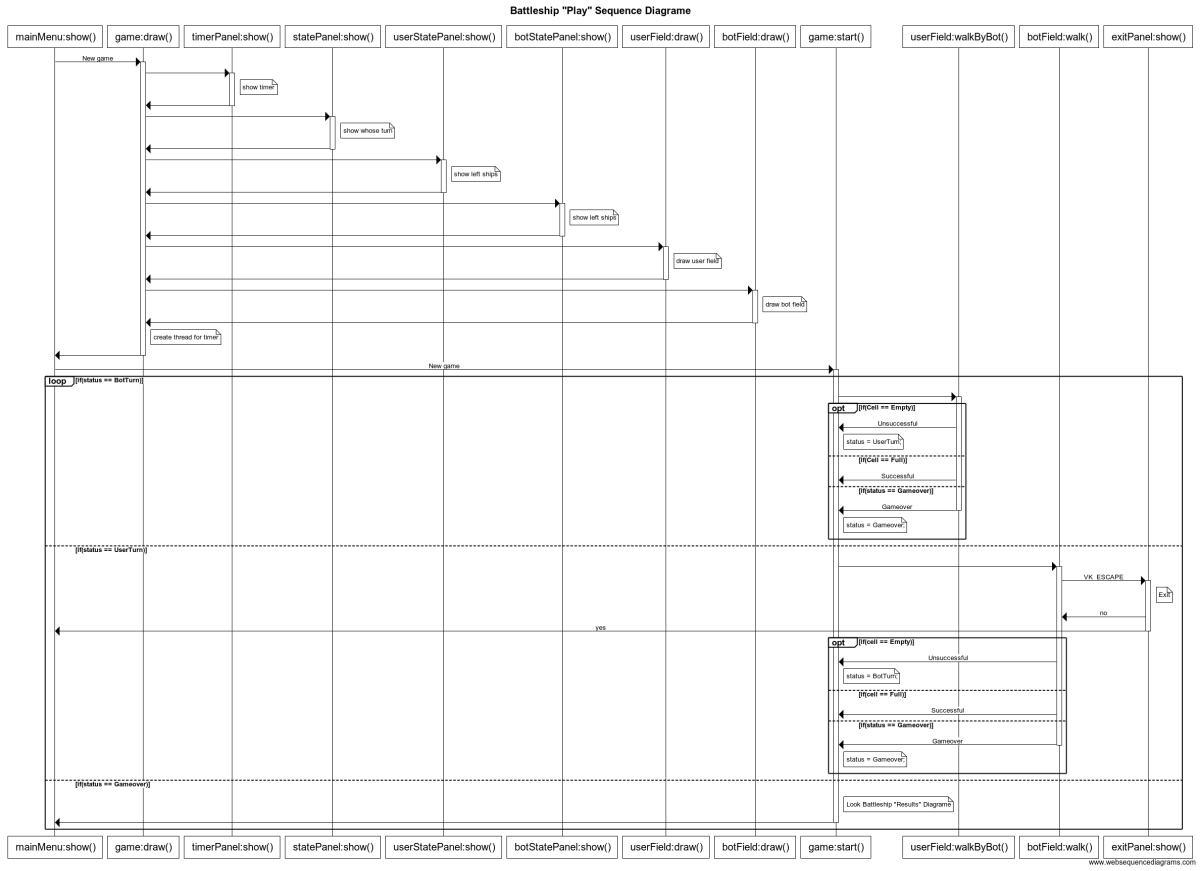 Battleship "Play" Sequence Diagrame
mainMenu:show() game:draw() timerPanel:show() statePanel:show() userStatePanel:show() botStatePanel:show() userField:draw() botField:draw() game:start() userField:walkByBot() botField:walk() exitPanel:show()
New game
show timer
show whose turn
show left ships
show left ships
draw user field
draw bot field
create thread for timer
New game
loop [if(status == BotTurn)]
opt [if(Cell == Empty)]
Unsuccessful
status = UserTurn;
[if(Cell == Full)]
Successful
[if(status == Gameover)]
Gameover
status = Gameover;
[if(status == UserTurn)]
VK_ESCAPE
Exit
no
yes
opt [if(cell == Empty)]
Unsuccessful
status = BotTurn;
[if(cell == Full)]
Successful
[if(status == Gameover)]
Gameover
status = Gameover;
[if(status == Gameover)]
Look Battleship "Results" Diagrame
mainMenu:show() game:draw() timerPanel:show() statePanel:show() userStatePanel:show() botStatePanel:show() userField:draw() botField:draw() game:start() userField:walkByBot() botField:walk() exitPanel:show()
www.websequencediagrams.com